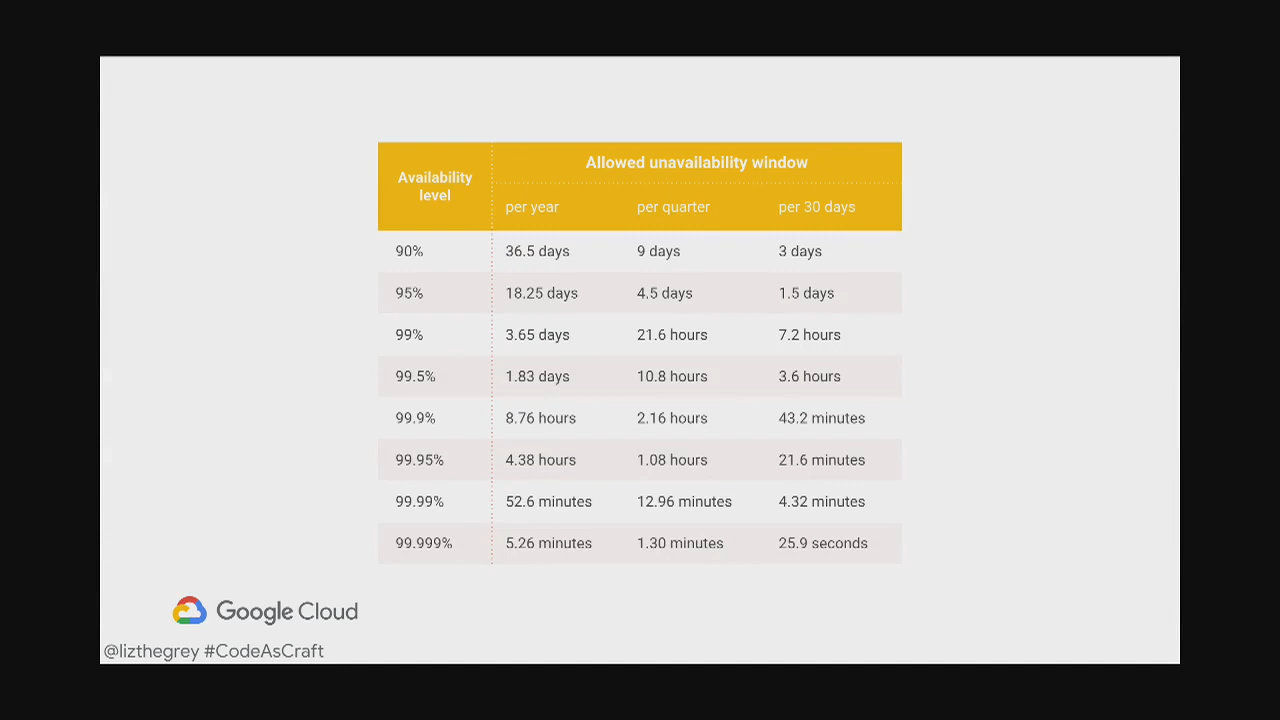 Availability level
Allowed unavailability window
per year per quarter per 30 days
90% 36.5 days 9 days 3 days
95% 18.25 days 4.5 days 1.5 days
99% 3.65 days 21.6 hours 7.2 hours
99.5% 1.83 days 10.8 hours 3.6 hours
99.9% 8.76 hours 2.16 hours 43.2 minutes
99.95% 4.38 hours 1.08 hours 21.6 minutes
99.99% 52.6 minutes 12.96 minutes 4.32 minutes
99.999% 5.26 minutes 1.30 minutes 25.9 seconds
Google Cloud
@lizthegrey #CodeAsCraft